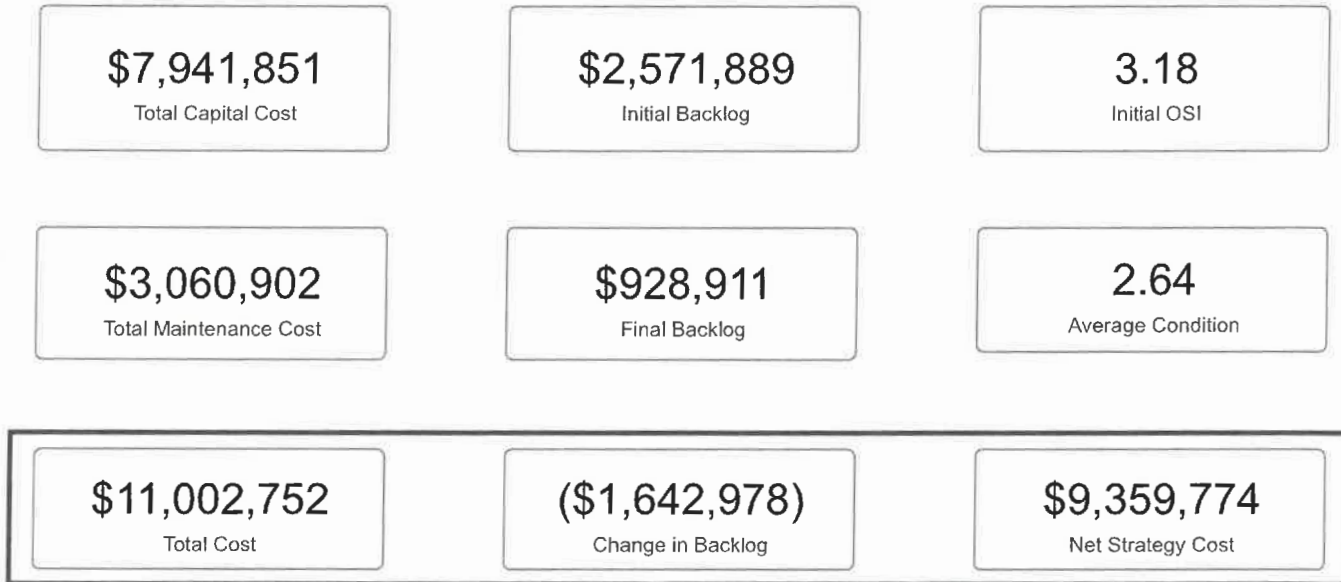 $7,941,851
Total Capital Cost
$2,571,889
Initial Backlog
3.18
Initial OSI
$3,060,902
Total Maintenance Cost
$928,911
Final Backlog
2.64
Average Condition
$11,002,752
Total Cost
($1,642,978)
Change in Backlog
$9,359,774
Net Strategy Cost